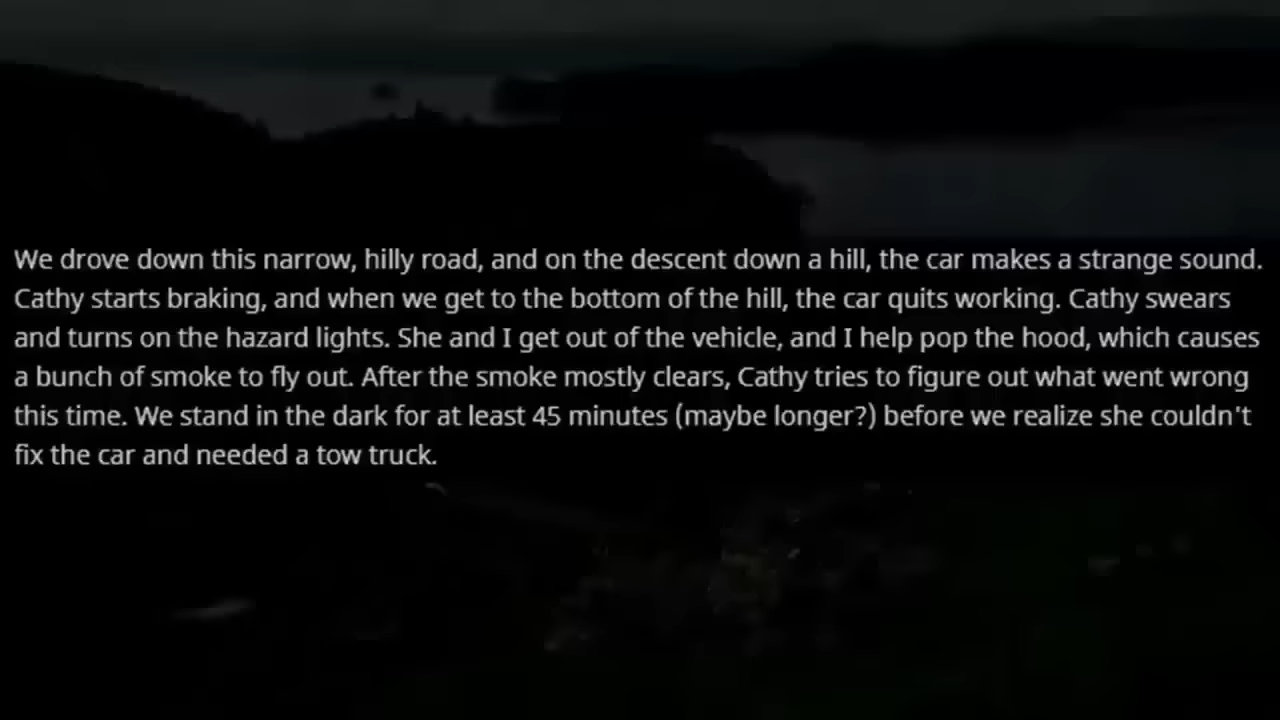 We drove down this narrow, hilly road, and on the descent down a hill, the car makes a strange sound.
Cathy starts braking, and when we get to the bottom of the hill, the car quits working. Cathy swears
and turns on the hazard lights. She and I get out of the vehicle, and I help pop the hood, which causes
a bunch of smoke to fly out. After the smoke mostly clears, Cathy tries to figure out what went wrong
this time. We stand in the dark for at least 45 minutes (maybe longer?) before we realize she couldn't
fix the car and needed a tow truck.